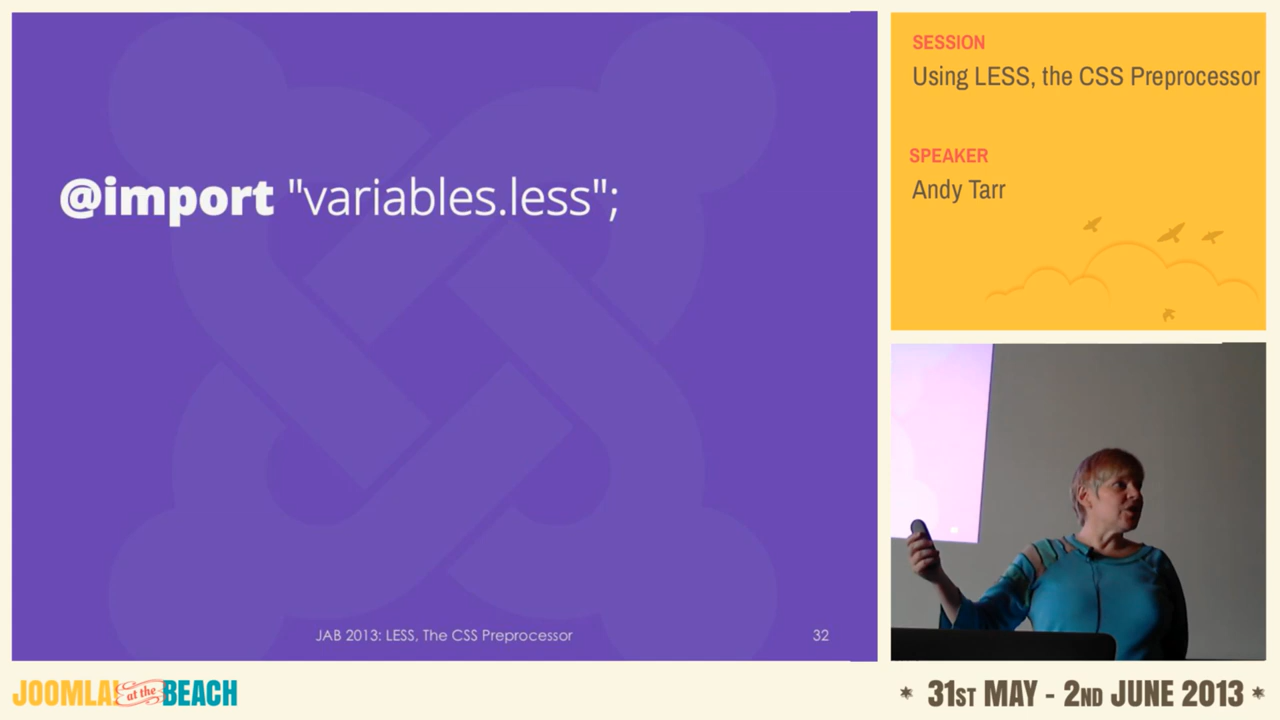 @import "variables.less";
JAB 2013: LESS, The CSS Preprocessor
32
SESSION
Using LESS, the CSS Preprocessor
SPEAKER
Andy Tarr
JOOMLA! at the BEACH
* 31ST MAY - 2ND JUNE 2013 *